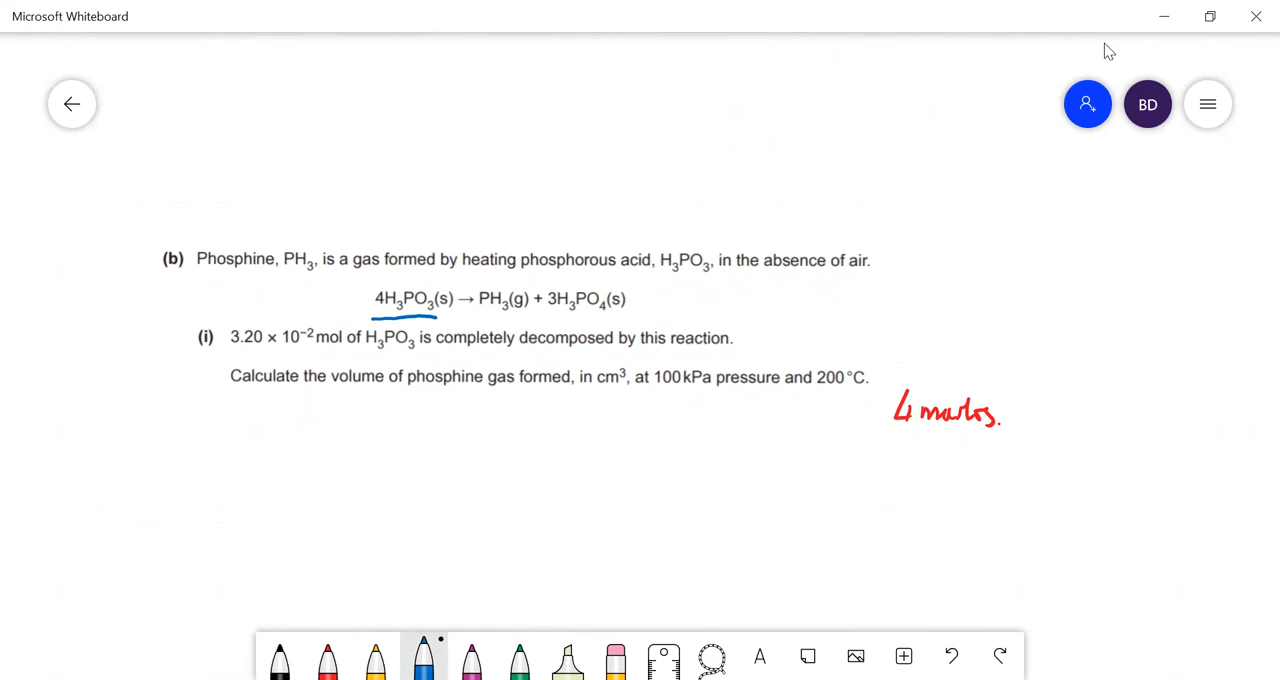 Microsoft Whiteboard
BD
(b) Phosphine, PH₃, is a gas formed by heating phosphorous acid, H₃PO₃, in the absence of air.
4H₃PO₃(s) → PH₃(g) + 3H₃PO₄(s)
(i) 3.20 × 10⁻² mol of H₃PO₃ is completely decomposed by this reaction.
Calculate the volume of phosphine gas formed, in cm³, at 100 kPa pressure and 200 °C.
4 marks.
A